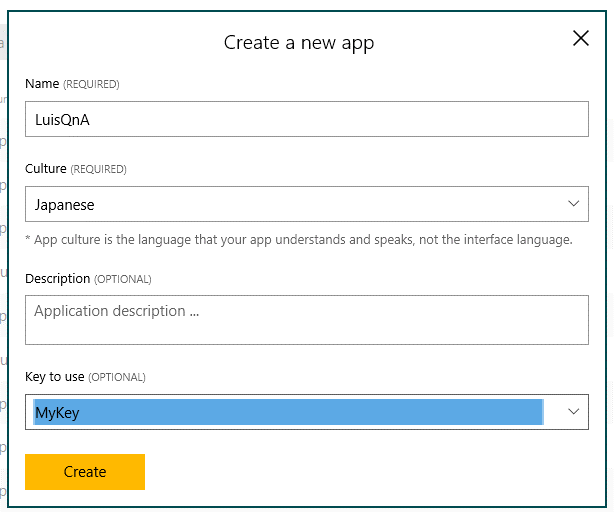 Create a new app
Name (REQUIRED)
LuisQnA
Culture (REQUIRED)
Japanese
* App culture is the language that your app understands and speaks, not the interface language.
Description (OPTIONAL)
Application description ...
Key to use (OPTIONAL)
MyKey
Create